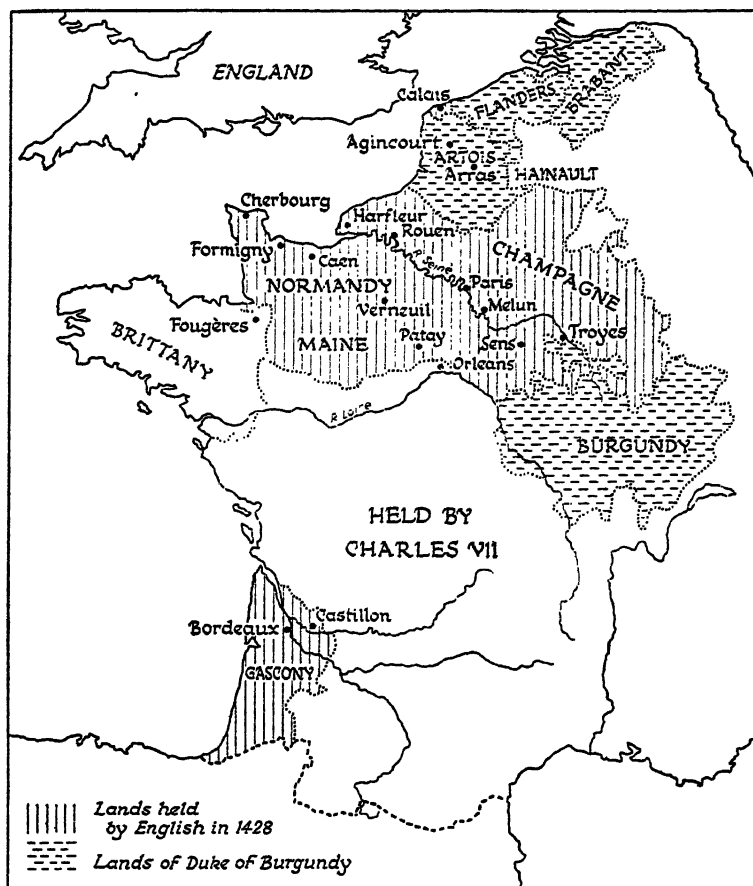 ENGLAND
Calais
FLANDERS
BRABANT
Agincourt
ARTOIS
Arras
HAINAULT
Cherbourg
Harfleur
Rouen
Formigny
Caen
R. Seine
CHAMPAGNE
NORMANDY
Paris
Verneuil
Melun
Fougères
BRITTANY
MAINE
Patay
Sens
Troyes
Orleans
R. Loire
BURGUNDY
HELD BY
CHARLES VII
Castillon
Bordeaux
GASCONY
Lands held
by English in 1428
Lands of Duke of Burgundy